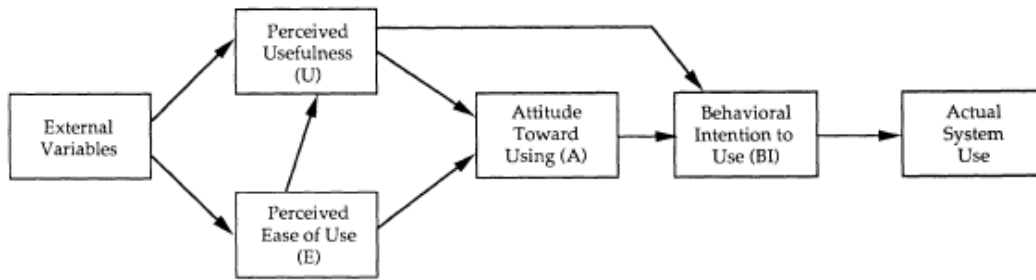 External
Variables
Perceived
Usefulness
(U)
Perceived
Ease of Use
(E)
Attitude
Toward
Using (A)
Behavioral
Intention to
Use (BI)
Actual
System
Use